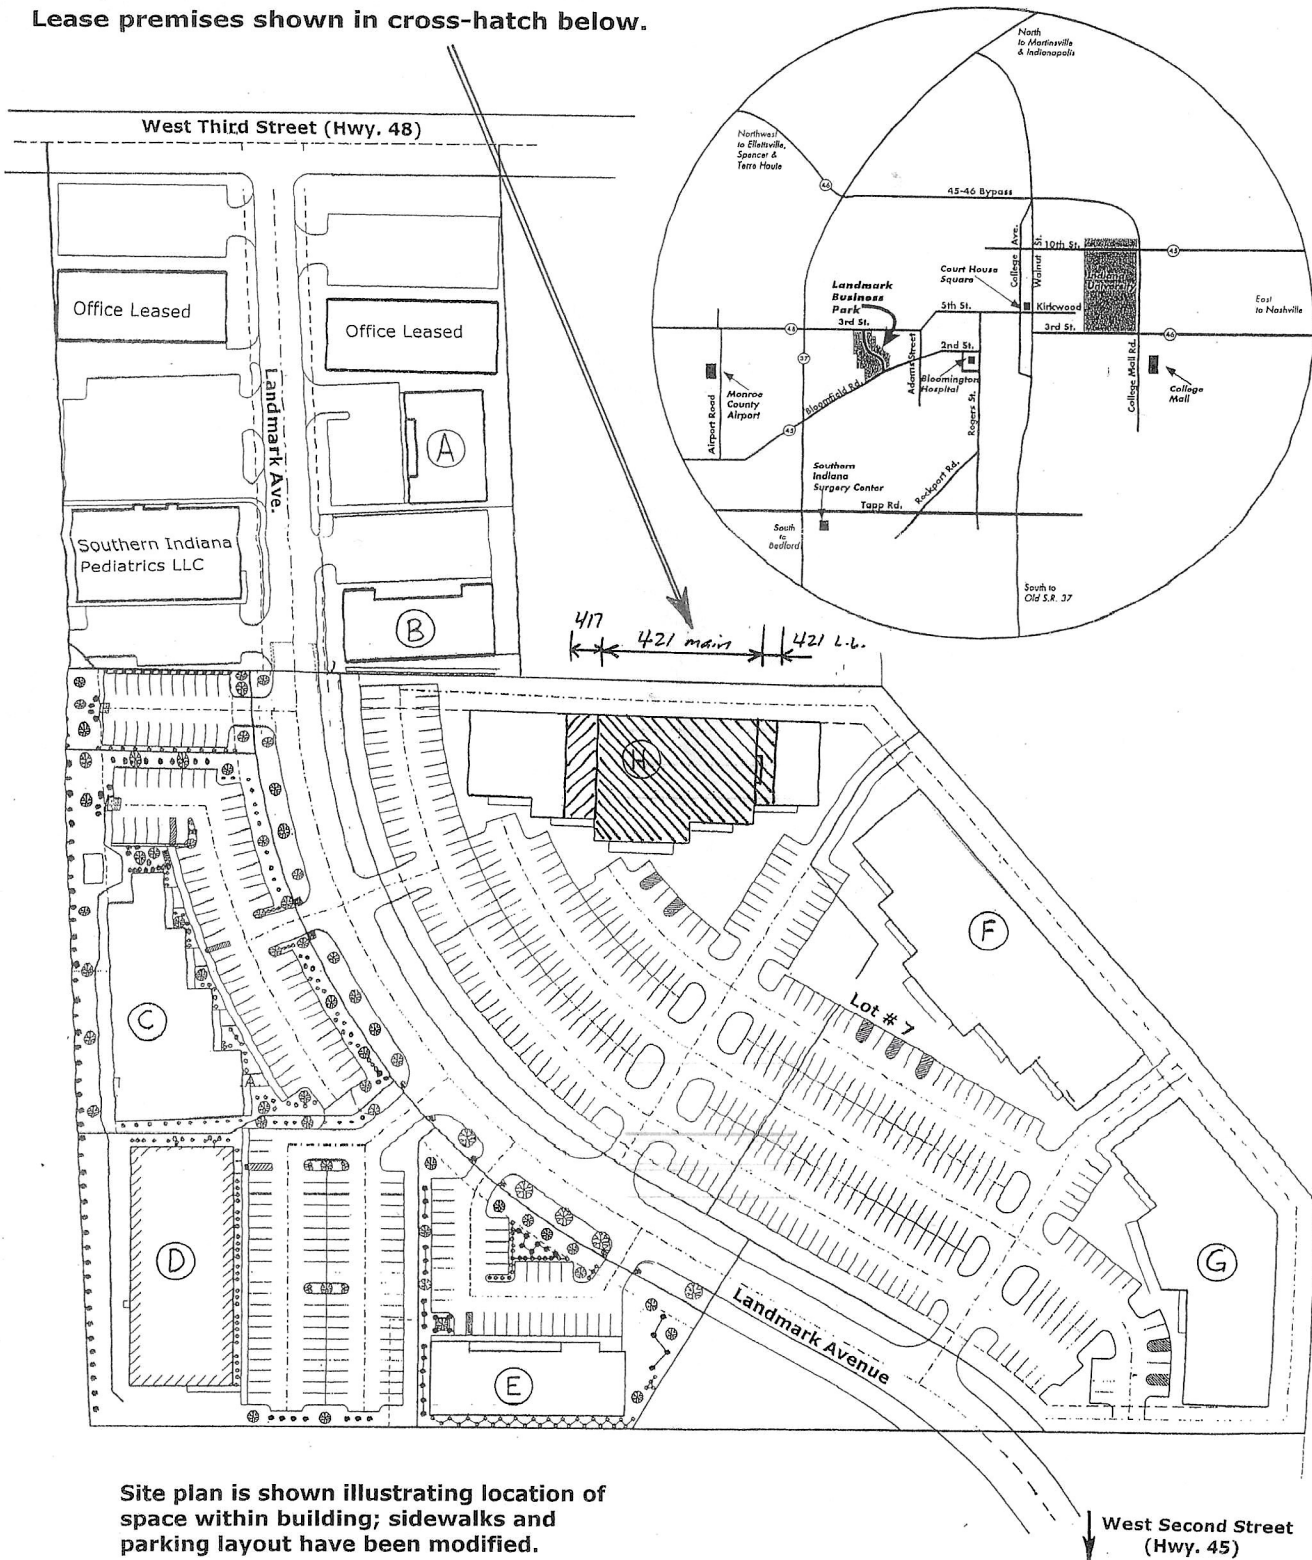 Lease premises shown in cross-hatch below.
West Third Street (Hwy. 48)
Office Leased
Office Leased
Landmark Ave.
A
Southern Indiana
Pediatrics LLC
B
North
to Martinsville
& Indianapolis
Northwest
to Ellettsville,
Spencer &
Terre Haute
46
45-46 Bypass
College Ave.
Walnut St.
10th St.
45
Court House
Square
Indiana
University
Landmark
Business
Park
5th St.
Kirkwood
East
to Nashville
48
3rd St.
3rd St.
46
37
Adams Street
2nd St.
Bloomington
Hospital
College Mall Rd.
College
Mall
Airport Road
Monroe
County
Airport
Bloomfield Rd.
45
Rogers St.
Southern
Indiana
Surgery Center
Rockport Rd.
Tapp Rd.
South
to
Bedford
South to
Old S.R. 37
417
421 main
421 L.L.
H
F
C
Lot # 7
D
G
E
Landmark Avenue
Site plan is shown illustrating location of
space within building; sidewalks and
parking layout have been modified.
West Second Street
(Hwy. 45)